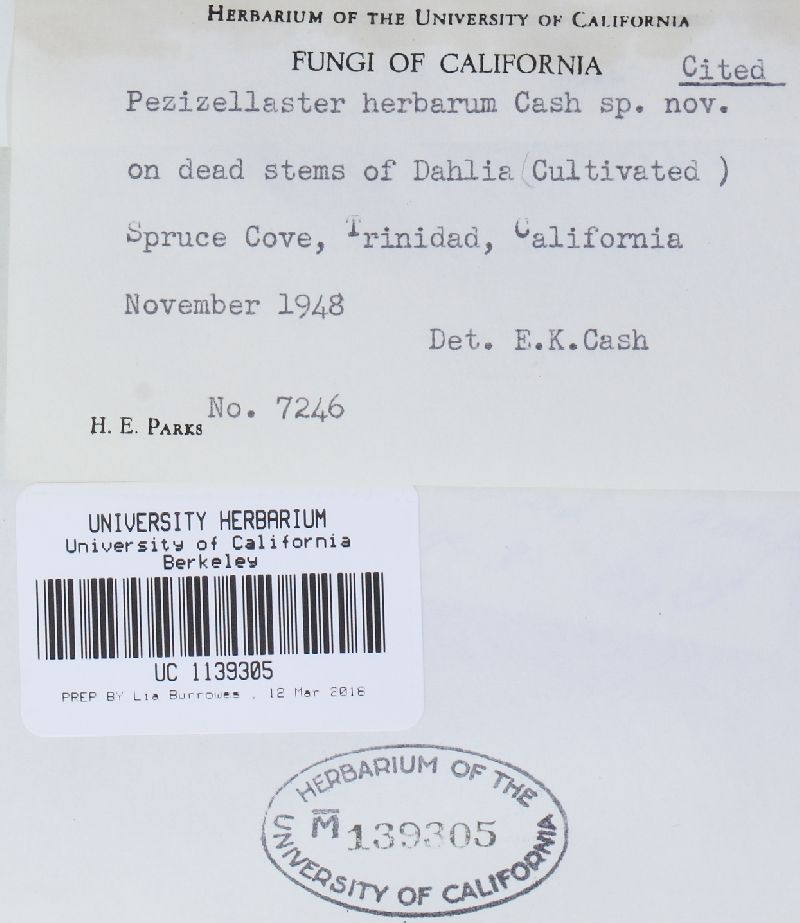 HERBARIUM OF THE UNIVERSITY OF CALIFORNIA
FUNGI OF CALIFORNIA Cited
Pezizellaster herbarum Cash sp. nov.
on dead stems of Dahlia (Cultivated )
Spruce Cove, Trinidad, California
November 1948
Det. E.K.Cash
No. 7246
H. E. PARKS
UNIVERSITY HERBARIUM
University of California
Berkeley
UC 1139305
PREP BY Lia Burrowes , 12 Mar 2018
HERBARIUM OF THE
M 139305
UNIVERSITY OF CALIFORNIA